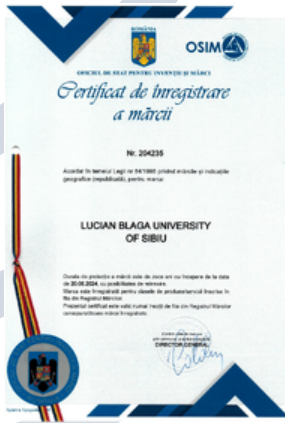 ROMÂNIA
OSIM
OFICIUL DE STAT PENTRU INVENȚII ȘI MĂRCI
Certificat de înregistrare
a mărcii
Nr. 204235
Acordat în temeiul Legii nr 84/1998 privind mărcile și indicațiile
geografice (republicată), pentru marca:
LUCIAN BLAGA UNIVERSITY
OF SIBIU
Durata de protecție a mărcii este de zece ani cu începere de la data
de 20.05.2024, cu posibilitatea de reînnoire.
Marca este înregistrată pentru clasele de produse/servicii înscrise în
fila din Registrul Mărcilor.
Prezentul certificat este valid numai însoțit de fila din Registrul Mărcilor
corespunzătoare mărcii înregistrate.
DIRECTOR GENERAL